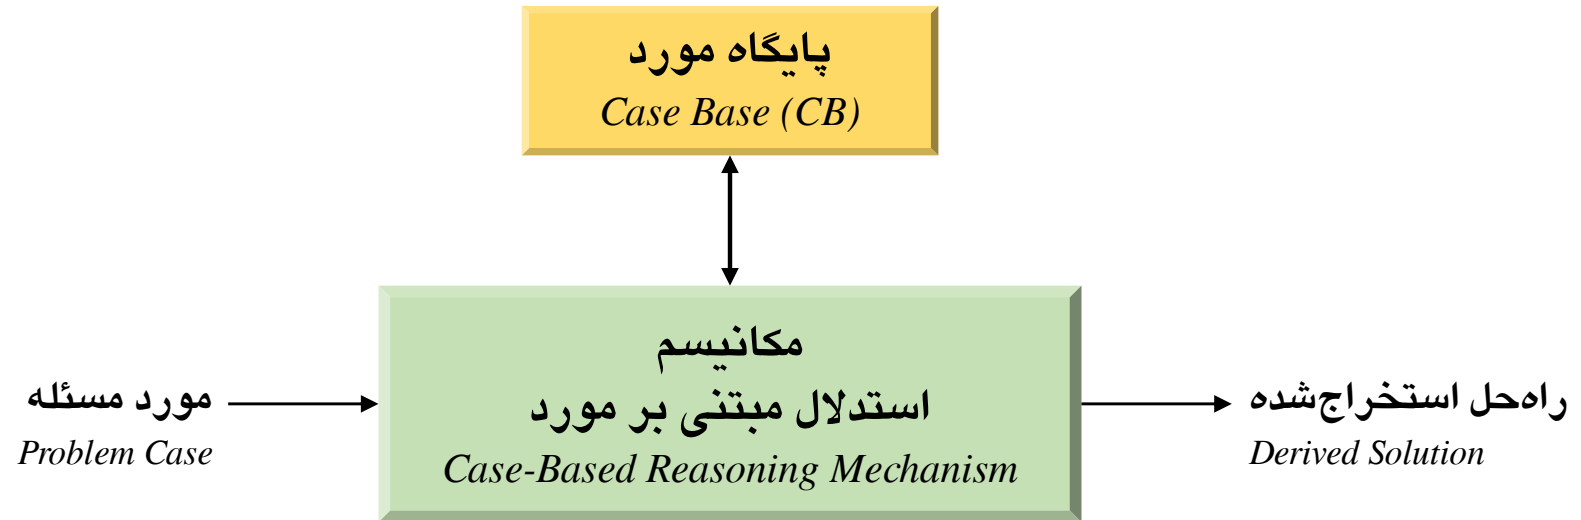 پایگاه مورد
Case Base (CB)
مکانیسم
استدلال مبتنی بر مورد
Case-Based Reasoning Mechanism
مورد مسئله
Problem Case
راه‌حل استخراج‌شده
Derived Solution